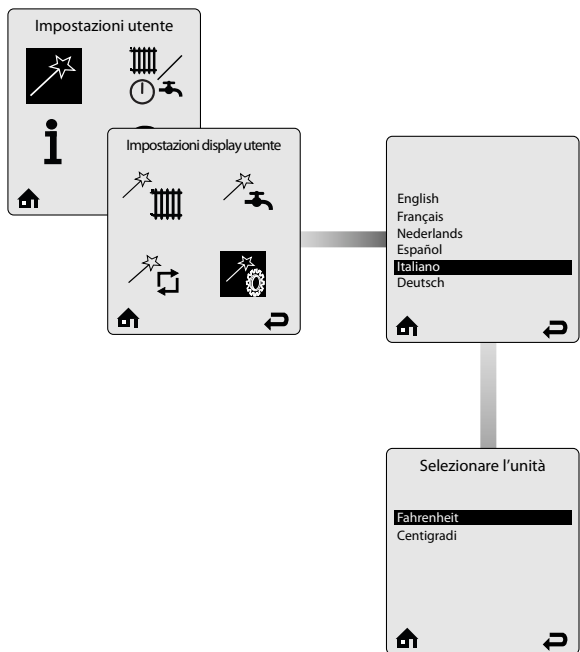 Impostazioni utente
Impostazioni display utente
English
Français
Nederlands
Español
Italiano
Deutsch
Selezionare l'unità
Fahrenheit
Centigradi